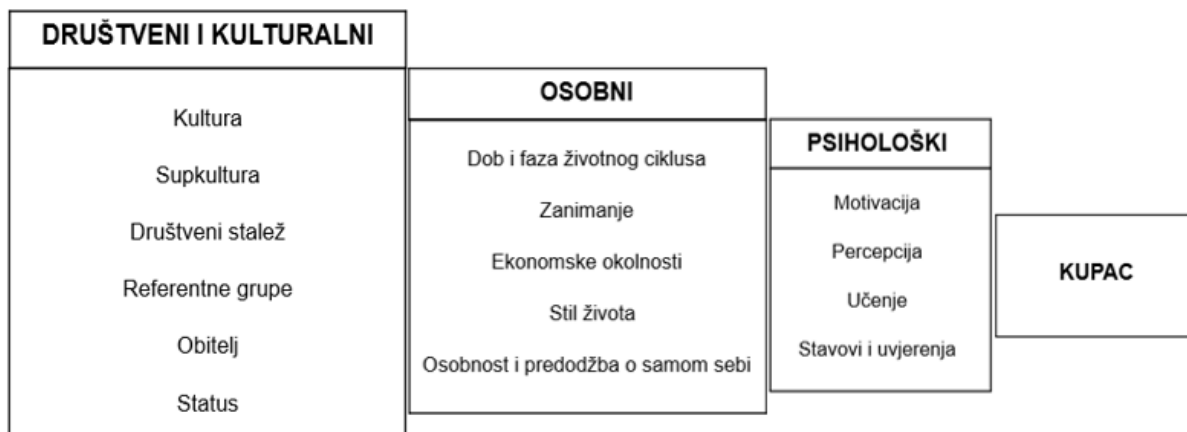 DRUŠTVENI I KULTURALNI
Kultura
Supkultura
Društveni stalež
Referentne grupe
Obitelj
Status
OSOBNI
Dob i faza životnog ciklusa
Zanimanje
Ekonomske okolnosti
Stil života
Osobnost i predodžba o samom sebi
PSIHOLOŠKI
Motivacija
Percepcija
Učenje
Stavovi i uvjerenja
KUPAC